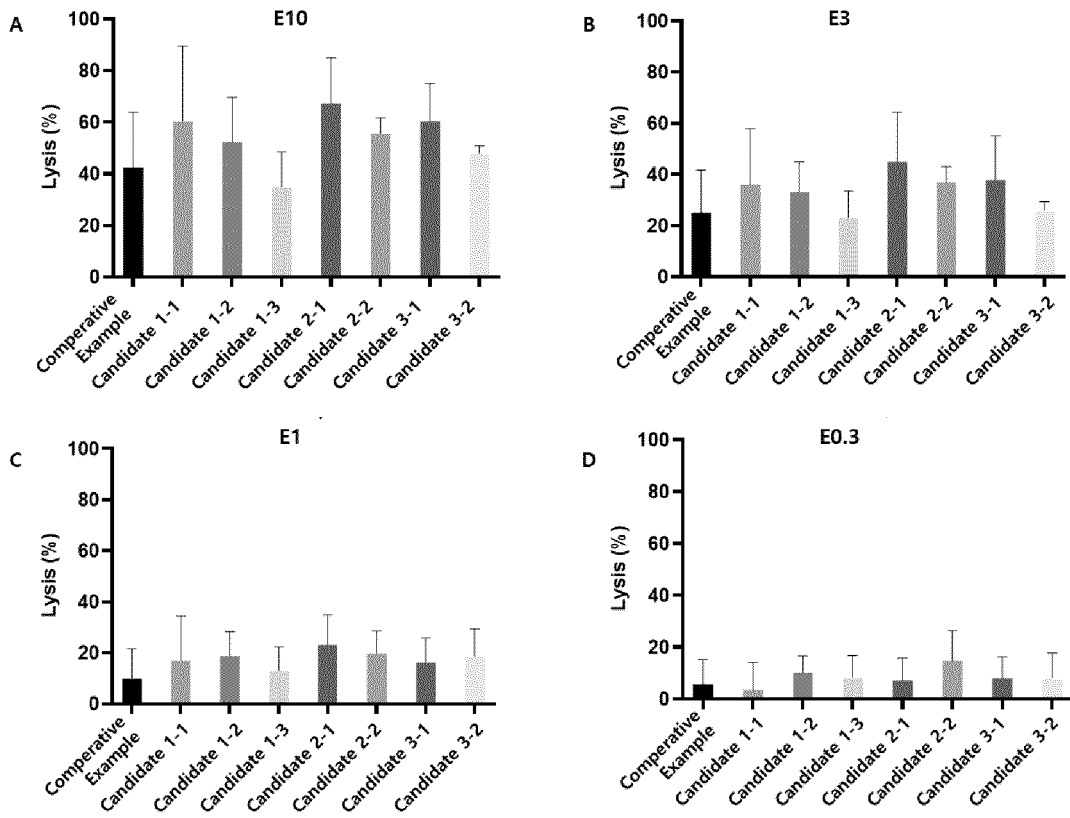 A
E10
100
80
60
40
20
0
Lysis (%)
Comperative
Example
Candidate 1-1
Candidate 1-2
Candidate 1-3
Candidate 2-1
Candidate 2-2
Candidate 3-1
Candidate 3-2
B
E3
100
80
60
40
20
0
Lysis (%)
Comperative
Example
Candidate 1-1
Candidate 1-2
Candidate 1-3
Candidate 2-1
Candidate 2-2
Candidate 3-1
Candidate 3-2
C
E1
100
80
60
40
20
0
Lysis (%)
Comperative
Example
Candidate 1-1
Candidate 1-2
Candidate 1-3
Candidate 2-1
Candidate 2-2
Candidate 3-1
Candidate 3-2
D
E0.3
100
80
60
40
20
0
Lysis (%)
Comperative
Example
Candidate 1-1
Candidate 1-2
Candidate 1-3
Candidate 2-1
Candidate 2-2
Candidate 3-1
Candidate 3-2